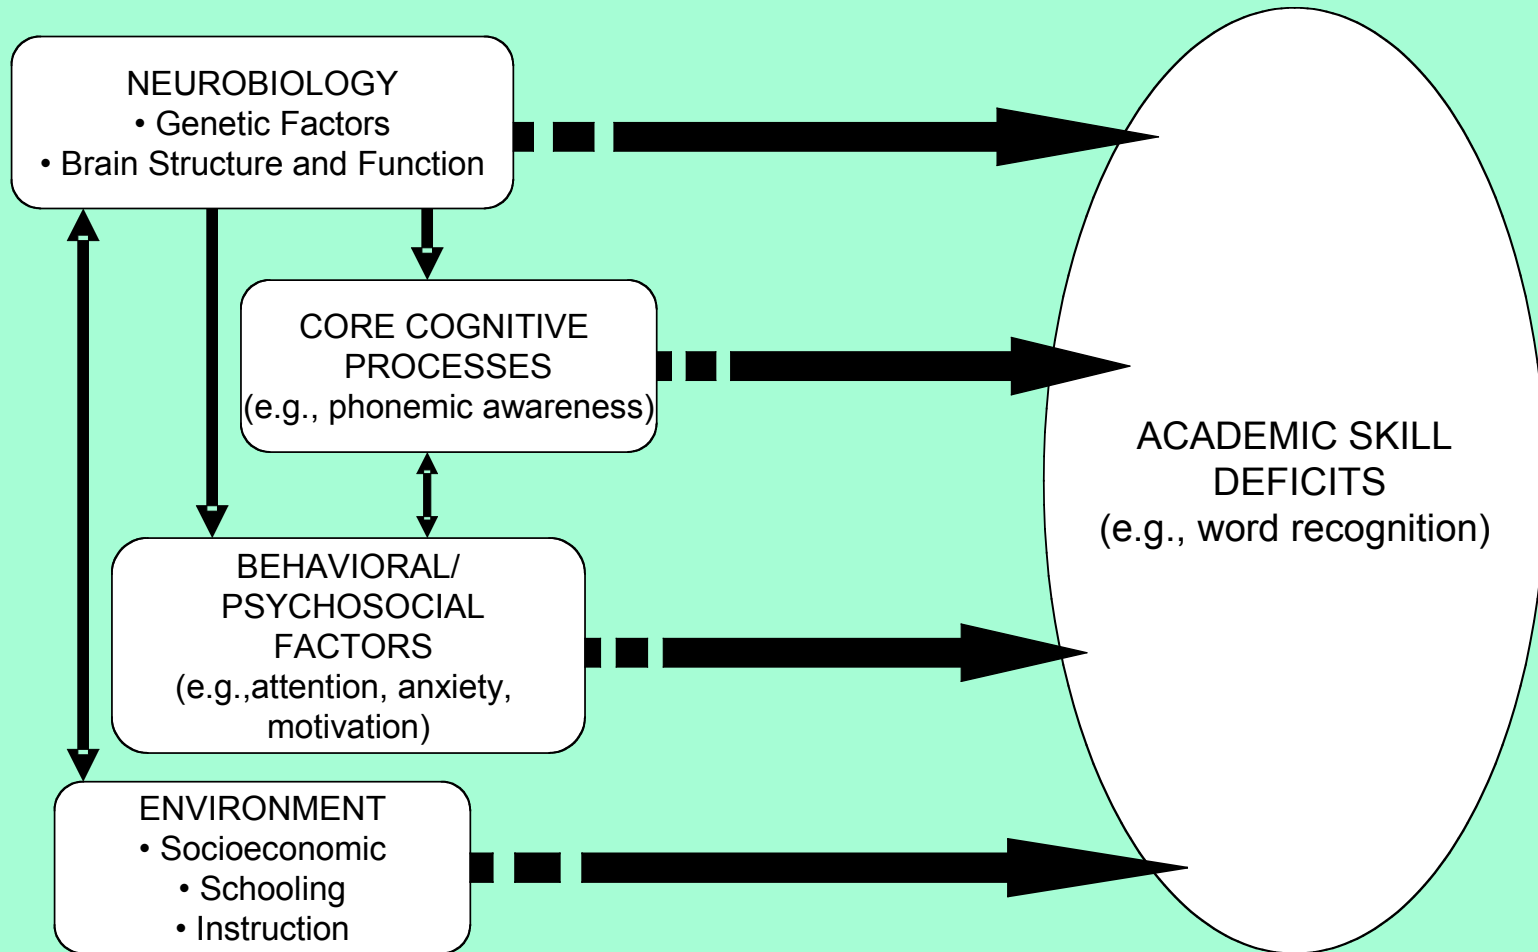 NEUROBIOLOGY
• Genetic Factors
• Brain Structure and Function
CORE COGNITIVE
PROCESSES
(e.g., phonemic awareness)
BEHAVIORAL/
PSYCHOSOCIAL
FACTORS
(e.g.,attention, anxiety,
motivation)
ENVIRONMENT
• Socioeconomic
• Schooling
• Instruction
ACADEMIC SKILL
DEFICITS
(e.g., word recognition)